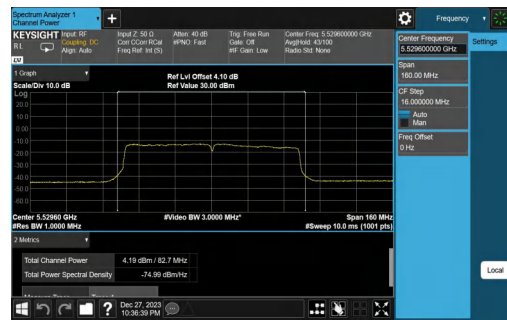 Spectrum Analyzer 1
Channel Power
Frequency
KEYSIGHT
Input: RF
Coupling: DC
Align: Auto
Input Z: 50 Ω
Corr CCorr RCal
Freq Ref: Int (S)
Atten: 40 dB
#PNO: Fast
Trig: Free Run
Gate: Off
#IF Gain: Low
Center Freq: 5.529600000 GHz
Avg|Hold: 43/100
Radio Std: None
R L
LXI
Center Frequency
5.529600000 GHz
Settings
Span
160.00 MHz
CF Step
16.000000 MHz
Auto
Man
Freq Offset
0 Hz
1 Graph
Scale/Div 10.0 dB
Ref Lvl Offset 4.10 dB
Ref Value 30.00 dBm
Log
20.0
10.0
0.00
-10.0
-20.0
-30.0
-40.0
-50.0
-60.0
Center 5.52960 GHz
#Video BW 3.0000 MHz*
Span 160 MHz
#Res BW 1.0000 MHz
#Sweep 10.0 ms (1001 pts)
2 Metrics
Total Channel Power
4.19 dBm / 82.7 MHz
Total Power Spectral Density
-74.99 dBm/Hz
Local
Dec 27, 2023
10:36:39 PM